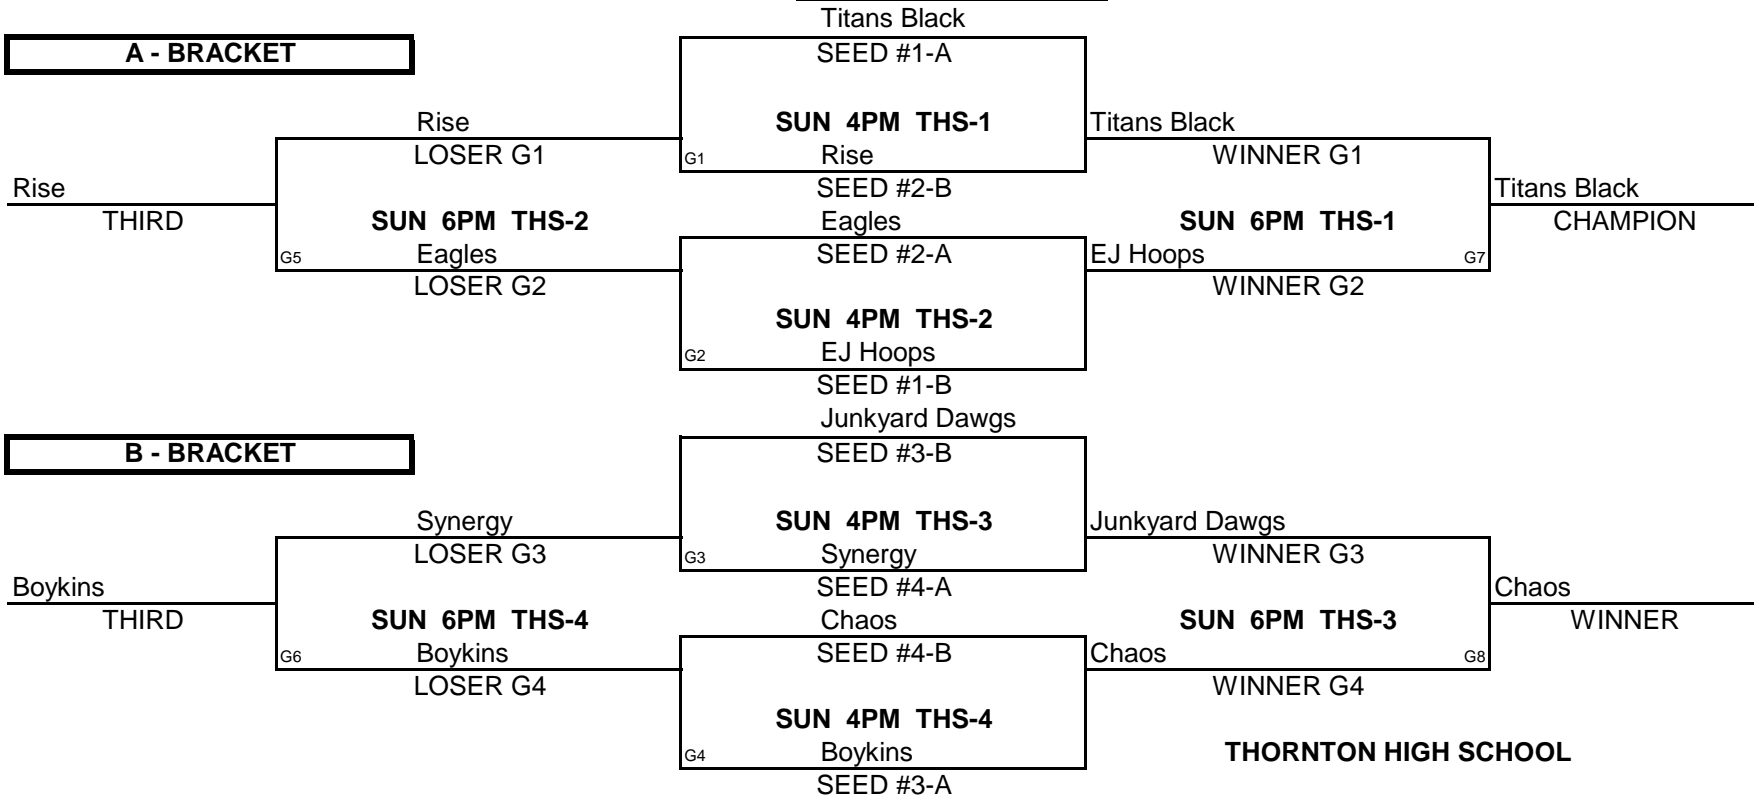 Titans Black
A - BRACKET
SEED #1-A
Rise
SUN 4PM THS-1
Titans Black
LOSER G1
G1
Rise
WINNER G1
Rise
SEED #2-B
Titans Black
THIRD
SUN 6PM THS-2
Eagles
SUN 6PM THS-1
CHAMPION
G5
Eagles
SEED #2-A
EJ Hoops
G7
LOSER G2
WINNER G2
SUN 4PM THS-2
G2
EJ Hoops
SEED #1-B
Junkyard Dawgs
B - BRACKET
SEED #3-B
Synergy
SUN 4PM THS-3
Junkyard Dawgs
LOSER G3
G3
Synergy
WINNER G3
Boykins
SEED #4-A
Chaos
THIRD
SUN 6PM THS-4
Chaos
SUN 6PM THS-3
WINNER
G6
Boykins
SEED #4-B
Chaos
G8
LOSER G4
WINNER G4
SUN 4PM THS-4
G4
Boykins
THORNTON HIGH SCHOOL
SEED #3-A